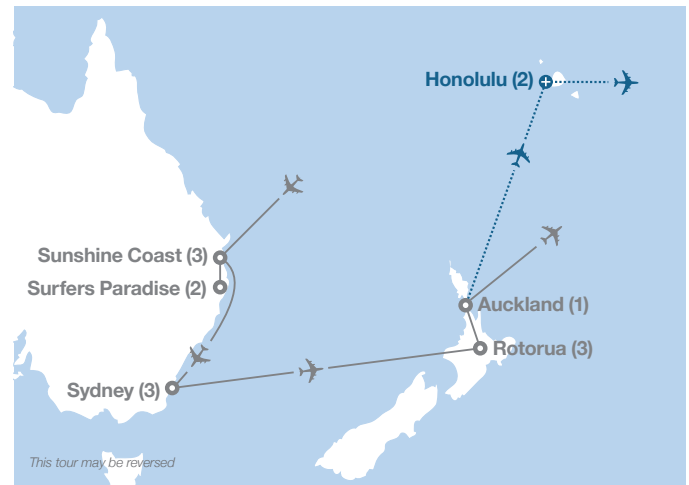 Honolulu (2)
Sunshine Coast (3)
Surfers Paradise (2)
Auckland (1)
Rotorua (3)
Sydney (3)
This tour may be reversed